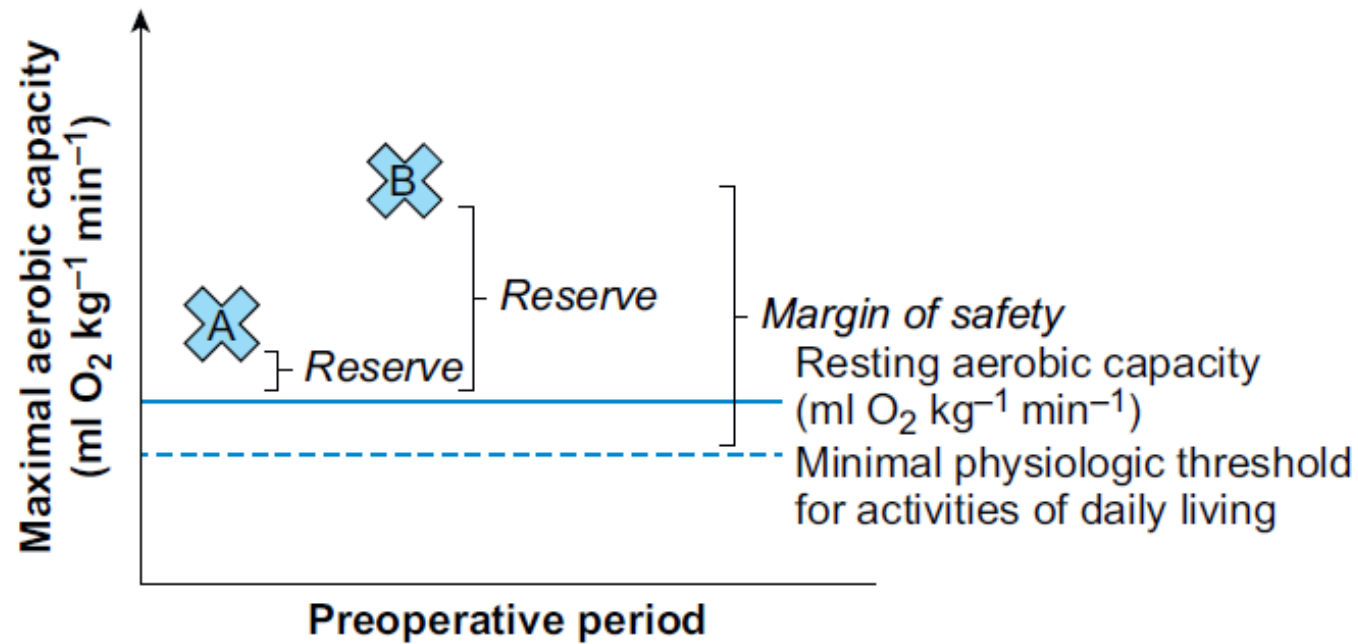 Maximal aerobic capacity
(ml O₂ kg⁻¹ min⁻¹)
B
A
Reserve
Reserve
Margin of safety
Resting aerobic capacity
(ml O₂ kg⁻¹ min⁻¹)
Minimal physiologic threshold
for activities of daily living
Preoperative period